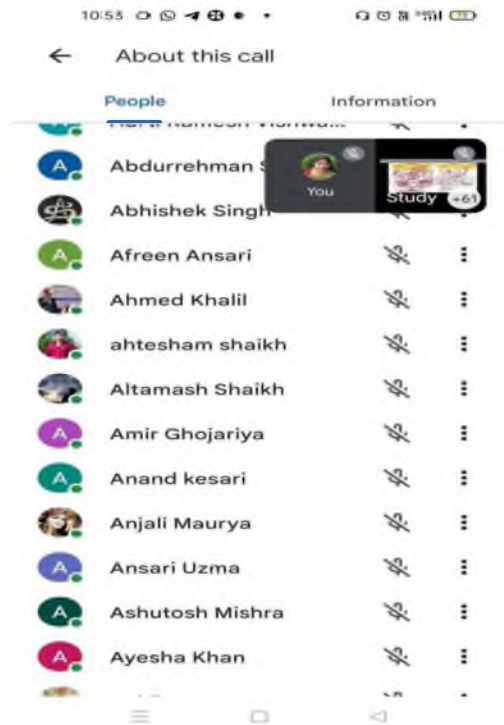 10:53
About this call
People
Information
Abdurrehman
You
Study
+61
Abhishek Singh
A
Afreen Ansari
Ahmed Khalil
ahtesham shaikh
Altamash Shaikh
A
Amir Ghojariya
A
Anand kesari
Anjali Maurya
A
Ansari Uzma
A
Ashutosh Mishra
A
Ayesha Khan